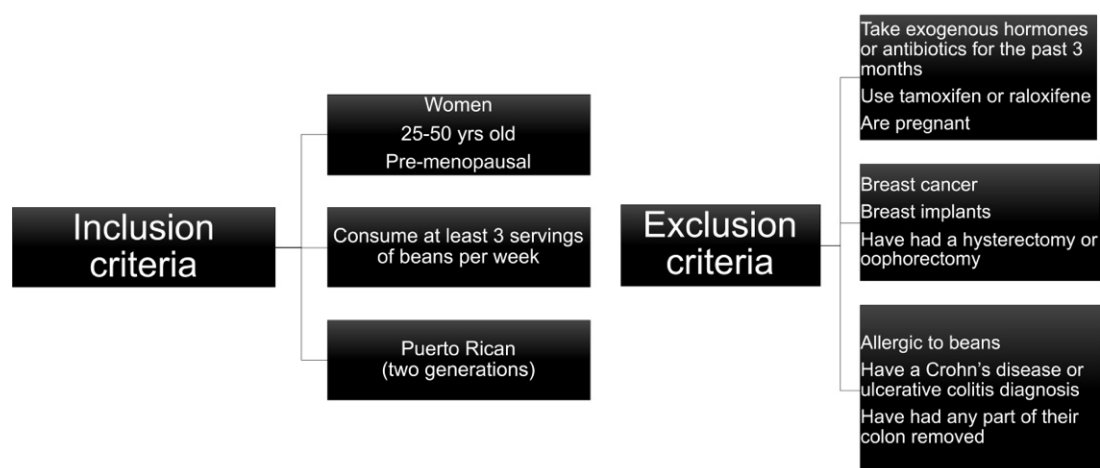 Inclusion
criteria
Women
25-50 yrs old
Pre-menopausal
Consume at least 3 servings
of beans per week
Puerto Rican
(two generations)
Exclusion
criteria
Take exogenous hormones
or antibiotics for the past 3
months
Use tamoxifen or raloxifene
Are pregnant
Breast cancer
Breast implants
Have had a hysterectomy or
oophorectomy
Allergic to beans
Have a Crohn's disease or
ulcerative colitis diagnosis
Have had any part of their
colon removed